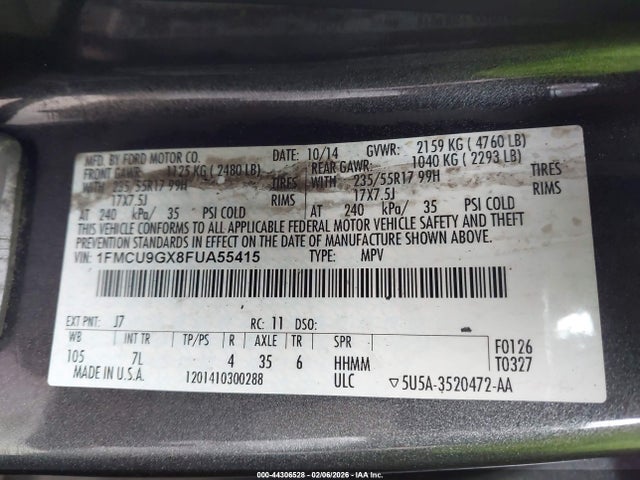 MFD. BY FORD MOTOR CO. DATE: 10/14 GVWR: 2159 KG ( 4760 LB)
FRONT GAWR: 1125 KG ( 2480 LB) REAR GAWR: 1040 KG ( 2293 LB)
WITH 235/55R17 99H TIRES WITH 235/55R17 99H TIRES
17X7.5J RIMS 17X7.5J RIMS
AT 240 kPa/ 35 PSI COLD AT 240 kPa/ 35 PSI COLD
THIS VEHICLE CONFORMS TO ALL APPLICABLE FEDERAL MOTOR VEHICLE SAFETY AND THEFT
PREVENTION STANDARDS IN EFFECT ON THE DATE OF MANUFACTURE SHOWN ABOVE.
VIN: 1FMCU9GX8FUA55415 TYPE: MPV
EXT PNT: J7 RC: 11 DSO:
WB INT TR TP/PS R AXLE TR SPR F0126
105 7L 4 35 6 HHMM T0327
MADE IN U.S.A. 1201410300288 ULC ▽5U5A-3520472-AA
000-44306528 - 02/06/2026 - IAA Inc.